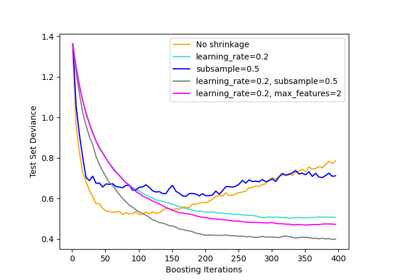 1.4
1.2
1.0
0.8
0.6
0.4
Test Set Deviance
No shrinkage
learning_rate=0.2
subsample=0.5
learning_rate=0.2, subsample=0.5
learning_rate=0.2, max_features=2
0 50 100 150 200 250 300 350 400
Boosting Iterations